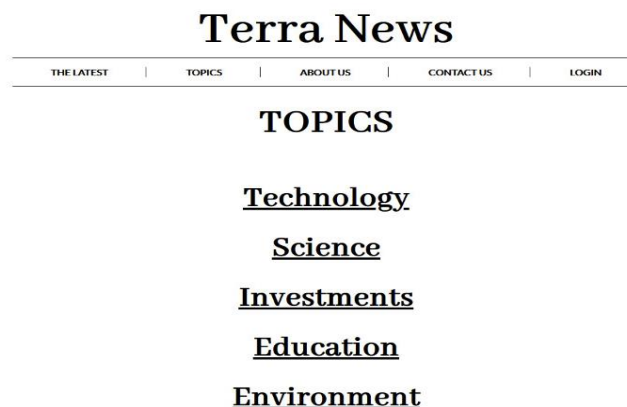 Terra News
THE LATEST | TOPICS | ABOUT US | CONTACT US | LOGIN
TOPICS
Technology
Science
Investments
Education
Environment